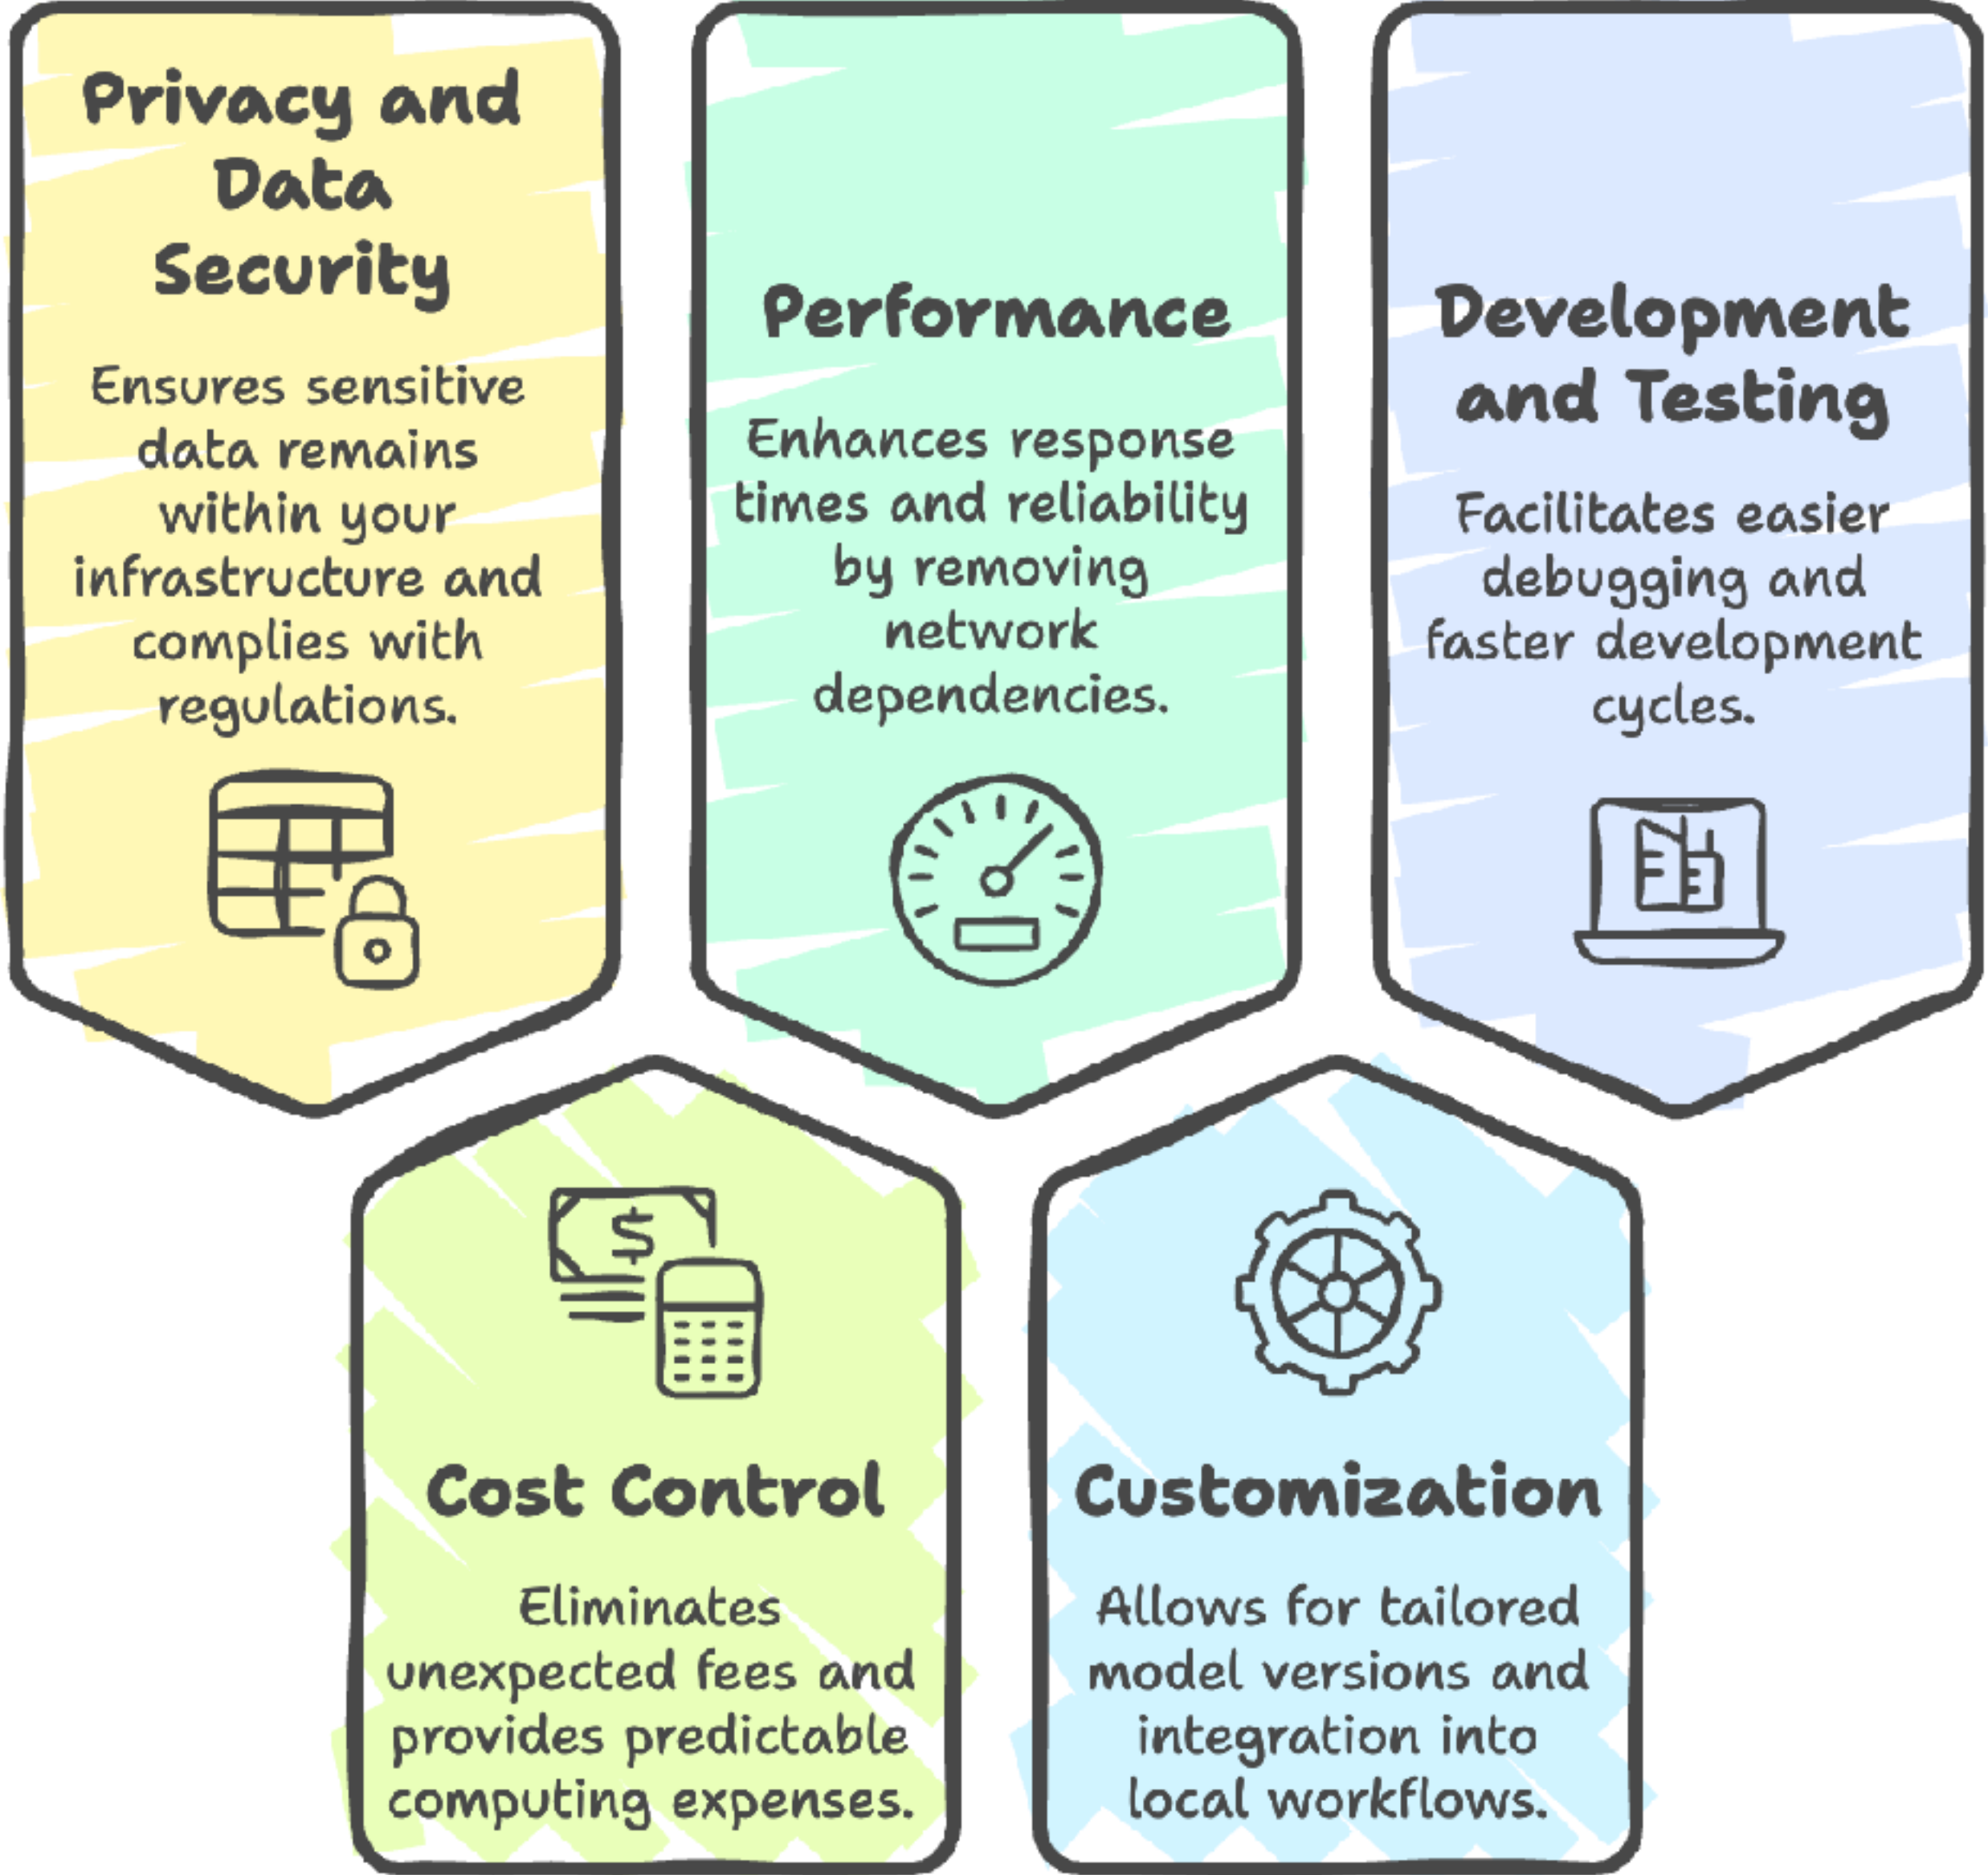 Privacy and
Data
Security
Ensures sensitive
data remains
within your
infrastructure and
complies with
regulations.
Performance
Enhances response
times and reliability
by removing
network
dependencies.
Development
and Testing
Facilitates easier
debugging and
faster development
cycles.
$
Cost Control
Eliminates
unexpected fees and
provides predictable
computing expenses.
Customization
Allows for tailored
model versions and
integration into
local workflows.